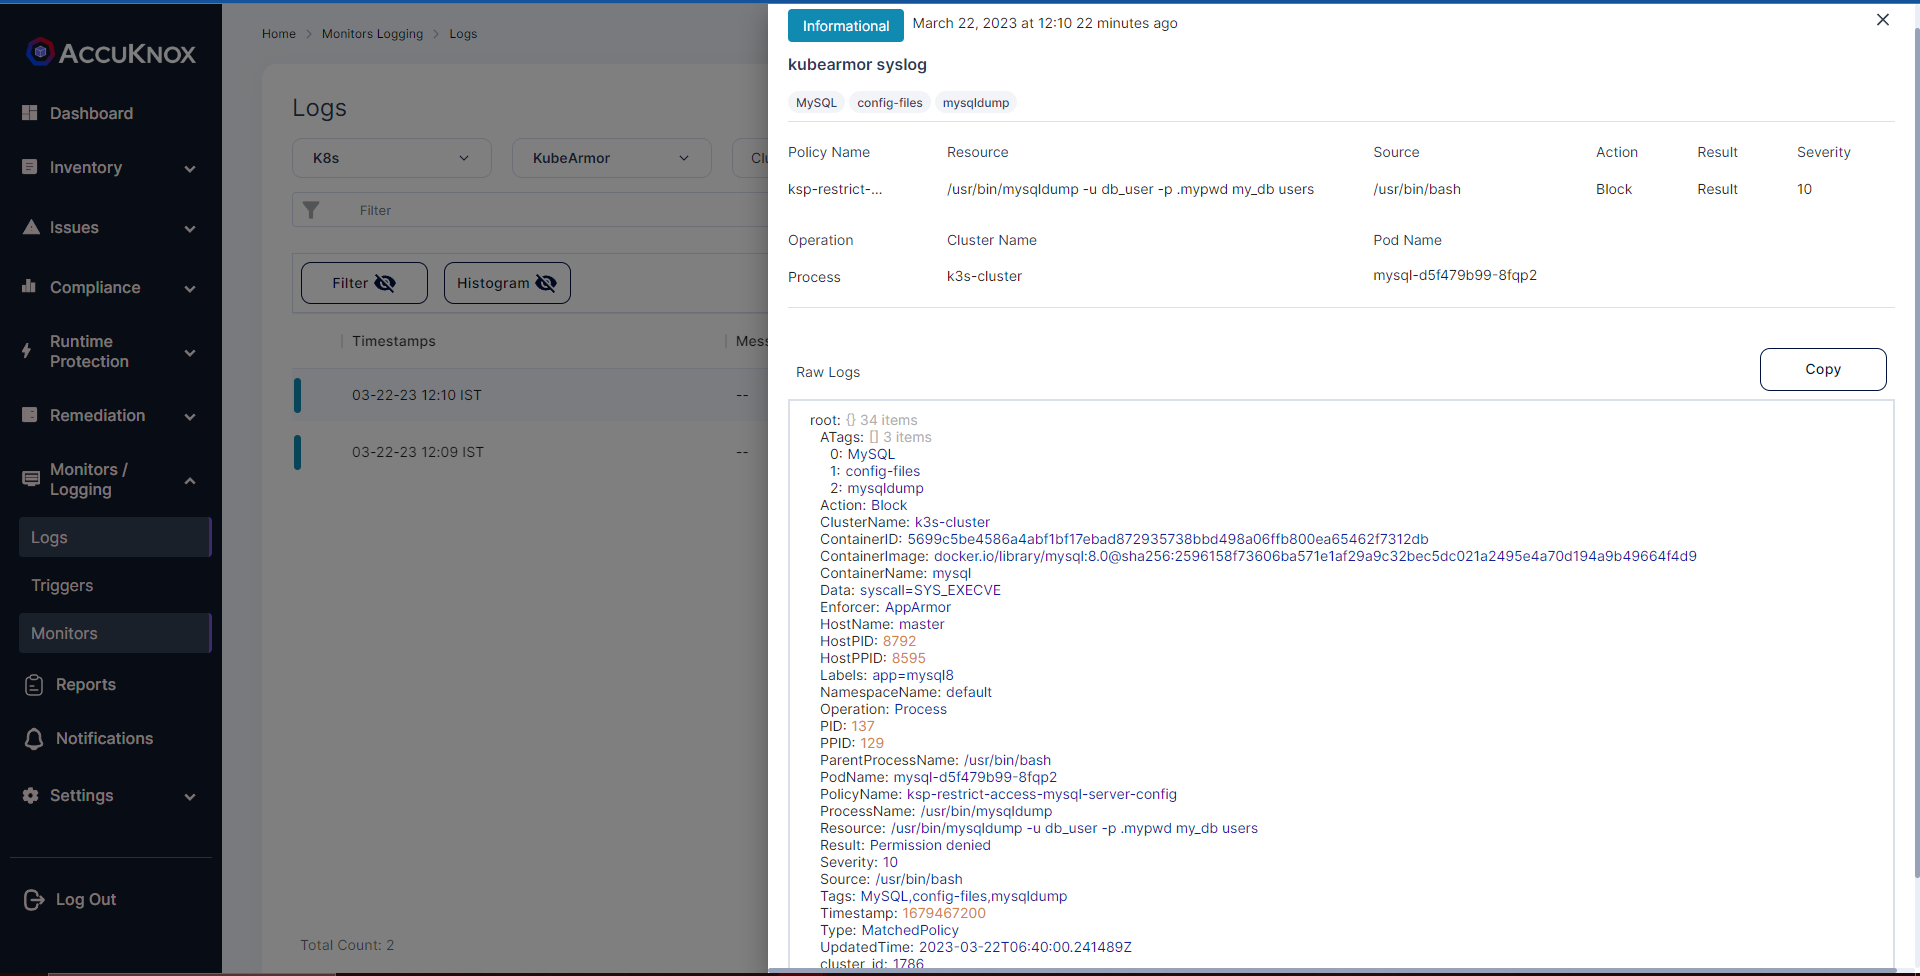 ACCUKNOX
Dashboard
Inventory
Issues
Compliance
Runtime
Protection
Remediation
Monitors /
Logging
Logs
Triggers
Monitors
Reports
Notifications
Settings
Log Out
Home > Monitors Logging > Logs
Logs
K8s
KubeArmor
Clu
Filter
Filter
Histogram
Timestamps
Mess
03-22-23 12:10 IST
--
03-22-23 12:09 IST
--
Total Count: 2
Informational March 22, 2023 at 12:10 22 minutes ago
kubearmor syslog
MySQL config-files mysqldump
Policy Name Resource Source Action Result Severity
ksp-restrict-... /usr/bin/mysqldump -u db_user -p .mypwd my_db users /usr/bin/bash Block Result 10
Operation Cluster Name Pod Name
Process k3s-cluster mysql-d5f479b99-8fqp2
Raw Logs
Copy
root: {} 34 items
ATags: [] 3 items
0: MySQL
1: config-files
2: mysqldump
Action: Block
ClusterName: k3s-cluster
ContainerID: 5699c5be4586a4abf1bf17ebad872935738bbd498a06ffb800ea65462f7312db
ContainerImage: docker.io/library/mysql:8.0@sha256:2596158f73606ba571e1af29a9c32bec5dc021a2495e4a70d194a9b49664f4d9
ContainerName: mysql
Data: syscall=SYS_EXECVE
Enforcer: AppArmor
HostName: master
HostPID: 8792
HostPPID: 8595
Labels: app=mysql8
NamespaceName: default
Operation: Process
PID: 137
PPID: 129
ParentProcessName: /usr/bin/bash
PodName: mysql-d5f479b99-8fqp2
PolicyName: ksp-restrict-access-mysql-server-config
ProcessName: /usr/bin/mysqldump
Resource: /usr/bin/mysqldump -u db_user -p .mypwd my_db users
Result: Permission denied
Severity: 10
Source: /usr/bin/bash
Tags: MySQL,config-files,mysqldump
Timestamp: 1679467200
Type: MatchedPolicy
UpdatedTime: 2023-03-22T06:40:00.241489Z
cluster_id: 1786